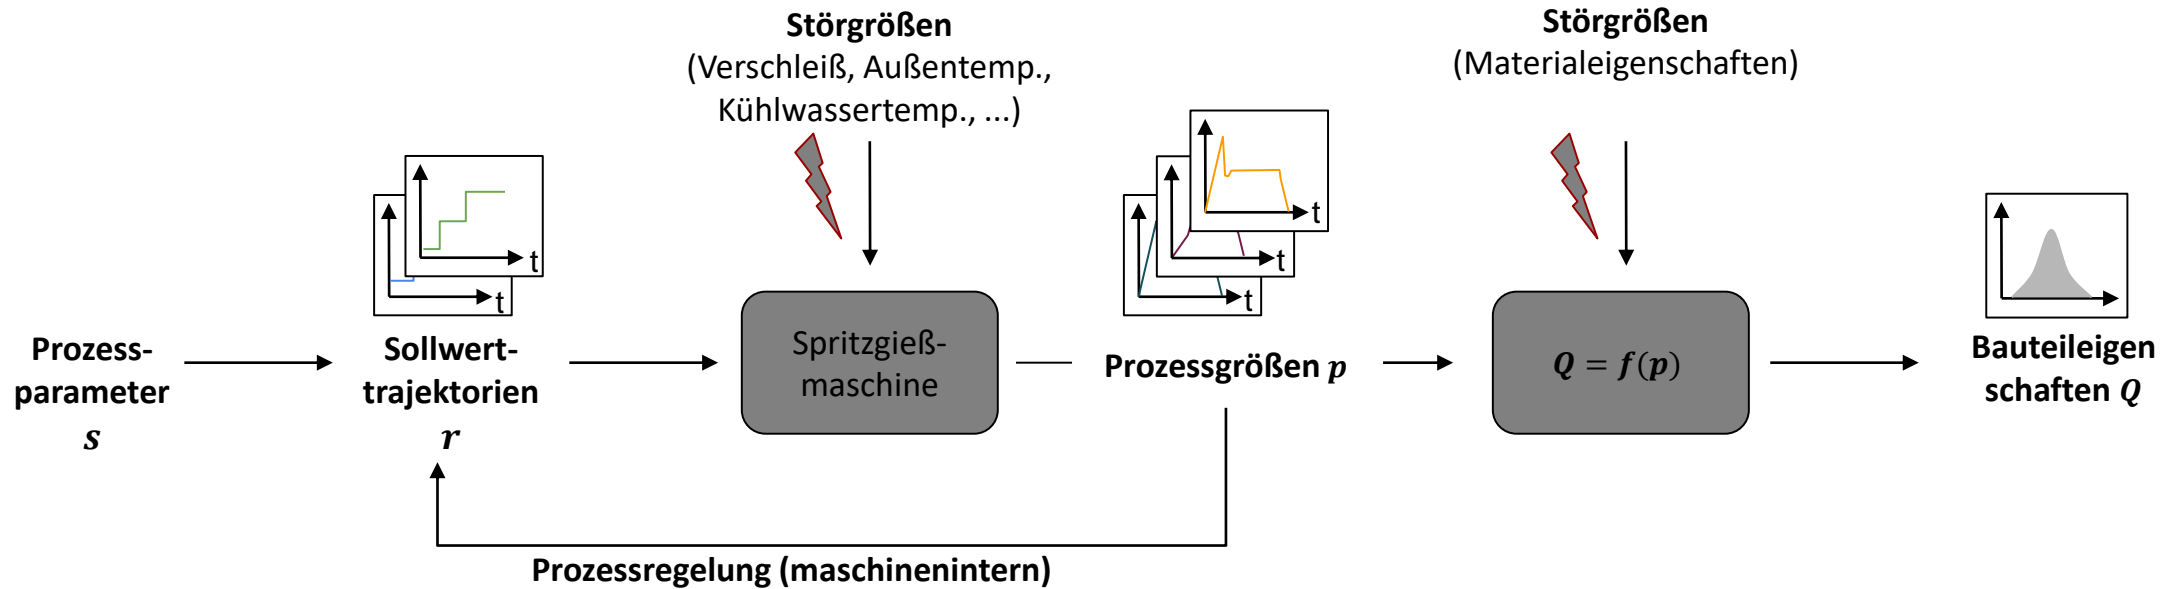 Störgrößen
(Verschleiß, Außentemp.,
Kühlwassertemp., ...)
Störgrößen
(Materialeigenschaften)
t
t
t
t
t
Prozess-
parameter
s
Sollwert-
trajektorien
r
Spritzgieß-
maschine
Prozessgrößen p
Q = f(p)
Bauteileigen
schaften Q
Prozessregelung (maschinenintern)